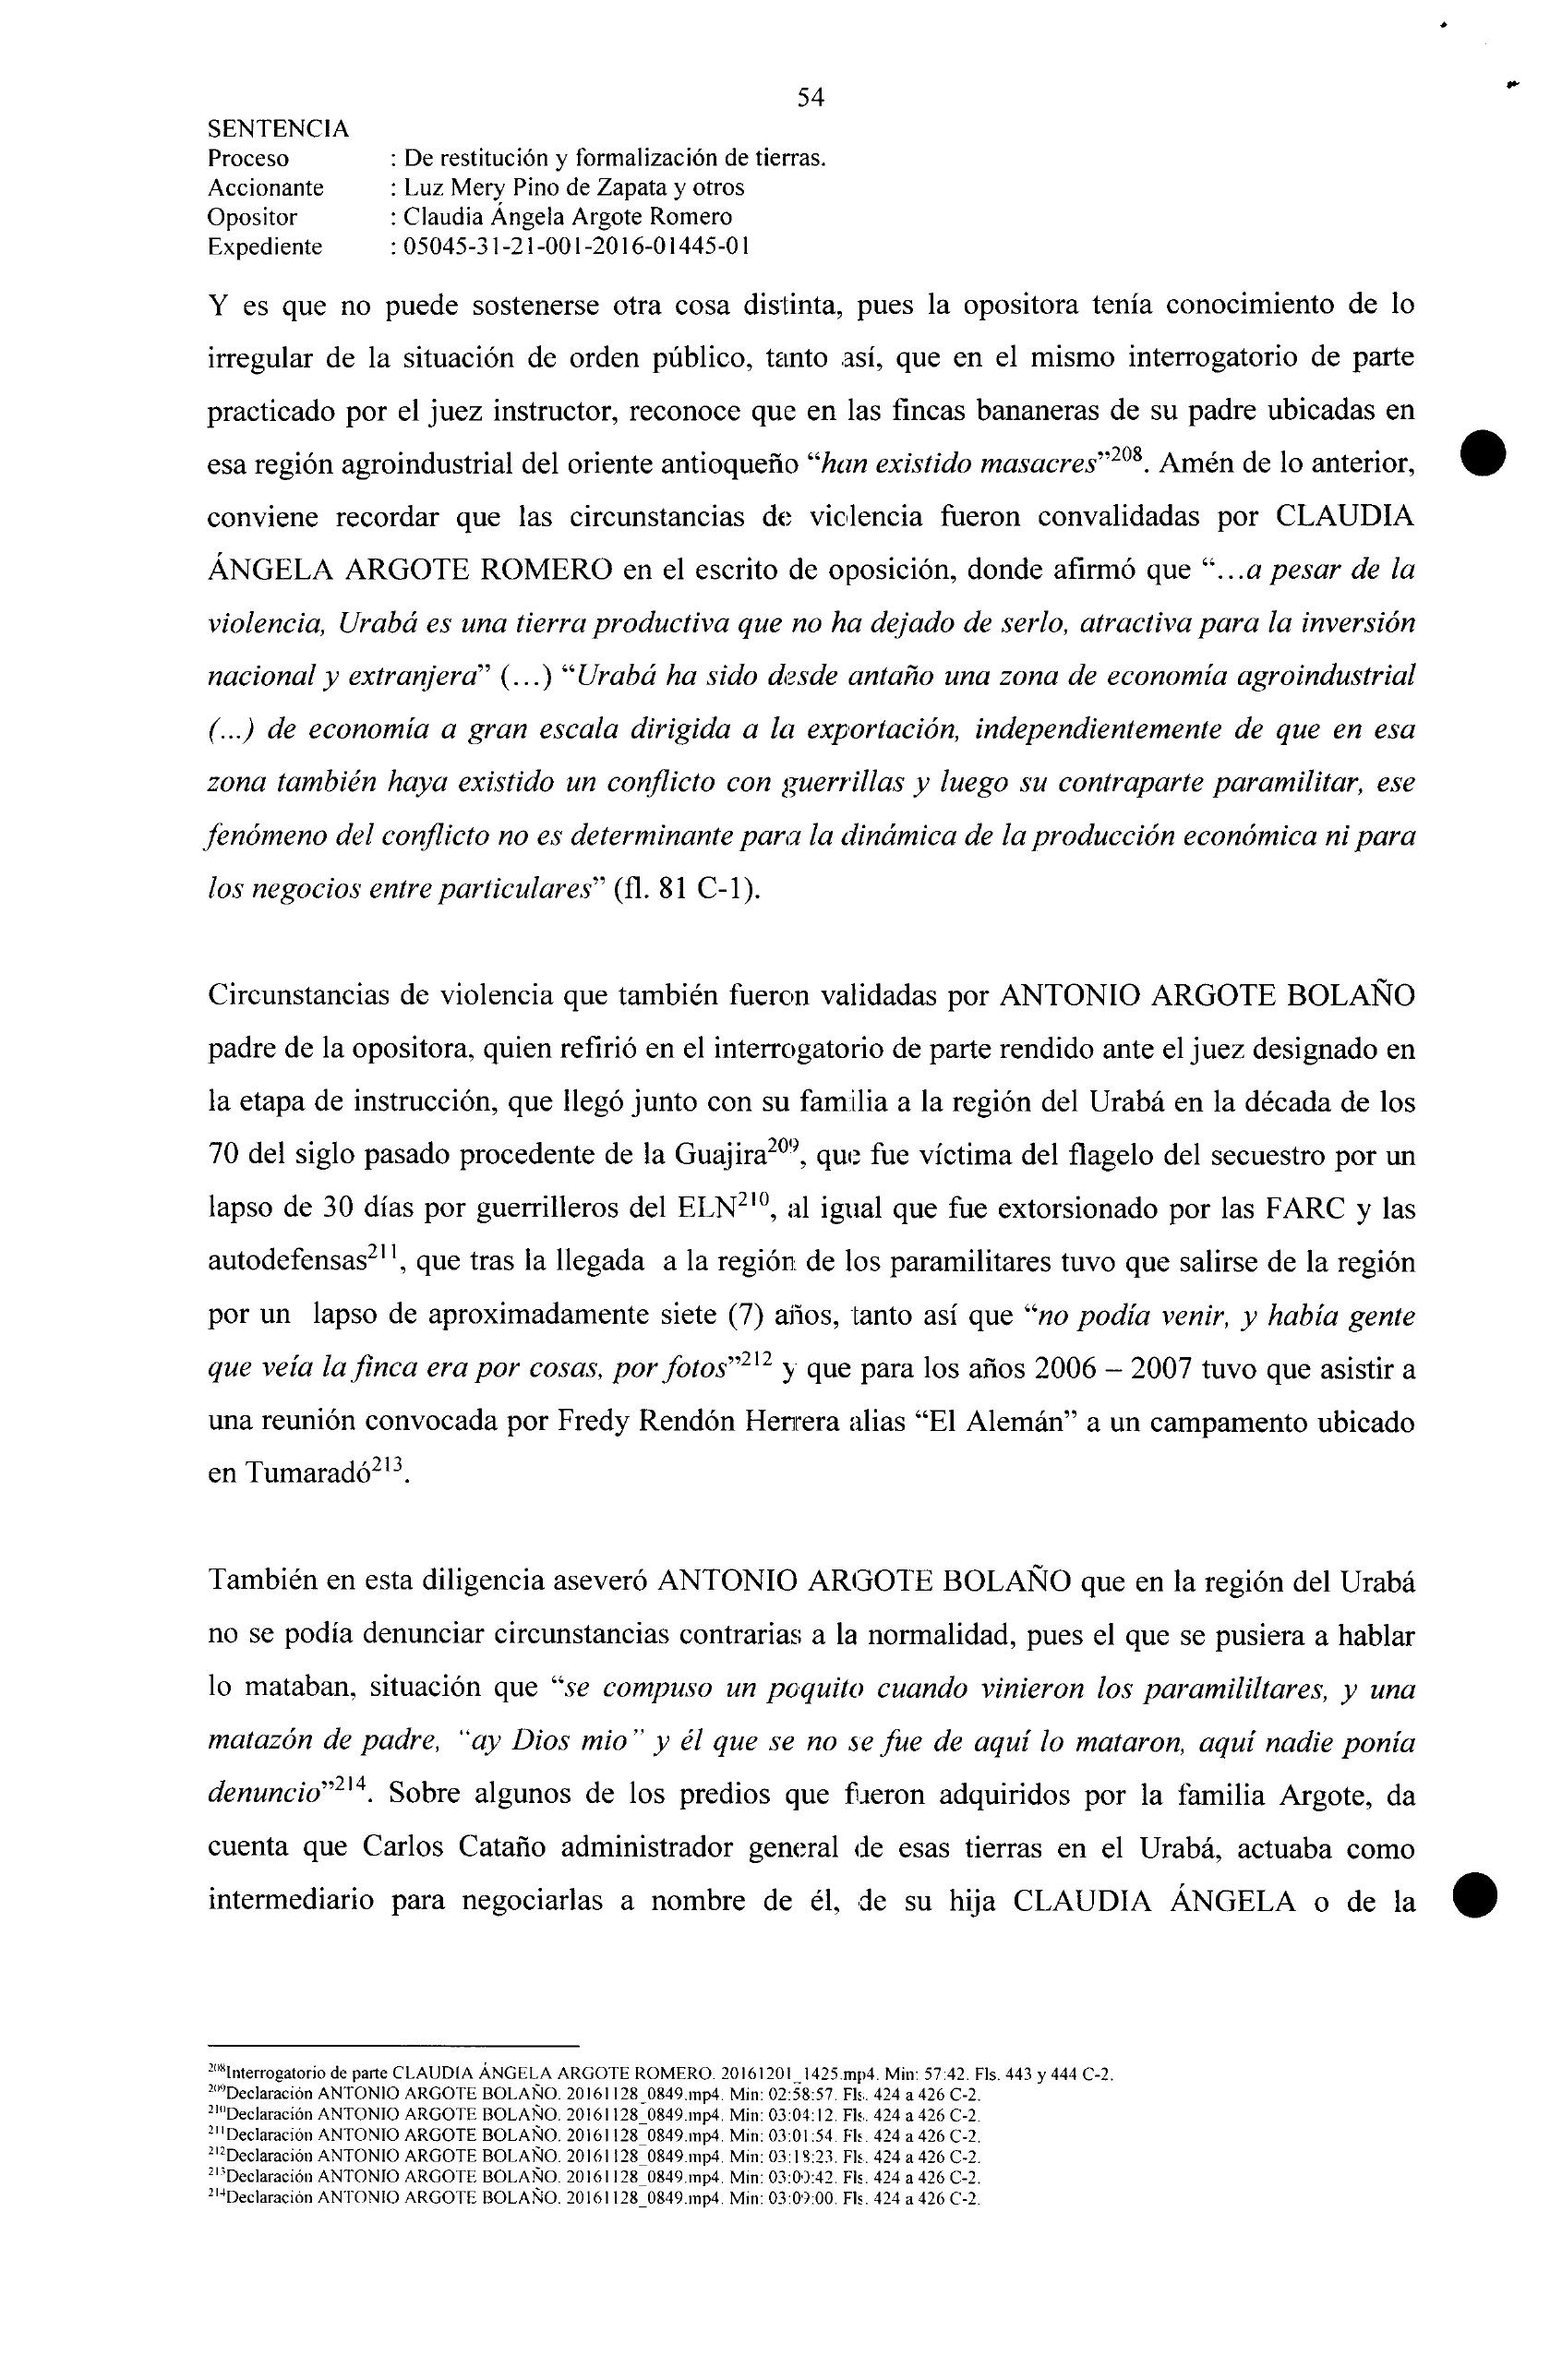 54
SENTENCIA
Proceso : De restitución y formalización de tierras.
Accionante : Luz Mery Pino de Zapata y otros
Opositor : Claudia Ángela Argote Romero
Expediente : 05045-31-21-001-2016-01445-01
Y es que no puede sostenerse otra cosa distinta, pues la opositora tenía conocimiento de lo
irregular de la situación de orden público, tanto así, que en el mismo interrogatorio de parte
practicado por el juez instructor, reconoce que en las fincas bananeras de su padre ubicadas en
esa región agroindustrial del oriente antioqueño “han existido masacres”208. Amén de lo anterior,
conviene recordar que las circunstancias de violencia fueron convalidadas por CLAUDIA
ÁNGELA ARGOTE ROMERO en el escrito de oposición, donde afirmó que “...a pesar de la
violencia, Urabá es una tierra productiva que no ha dejado de serlo, atractiva para la inversión
nacional y extranjera” (...) “Urabá ha sido desde antaño una zona de economía agroindustrial
(...) de economía a gran escala dirigida a la exportación, independientemente de que en esa
zona también haya existido un conflicto con guerrillas y luego su contraparte paramilitar, ese
fenómeno del conflicto no es determinante para la dinámica de la producción económica ni para
los negocios entre particulares” (fl. 81 C-1).
Circunstancias de violencia que también fueron validadas por ANTONIO ARGOTE BOLAÑO
padre de la opositora, quien refirió en el interrogatorio de parte rendido ante el juez designado en
la etapa de instrucción, que llegó junto con su familia a la región del Urabá en la década de los
70 del siglo pasado procedente de la Guajira209, que fue víctima del flagelo del secuestro por un
lapso de 30 días por guerrilleros del ELN210, al igual que fue extorsionado por las FARC y las
autodefensas211, que tras la llegada a la región de los paramilitares tuvo que salirse de la región
por un lapso de aproximadamente siete (7) años, tanto así que “no podía venir, y había gente
que veía la finca era por cosas, por fotos”212 y que para los años 2006 – 2007 tuvo que asistir a
una reunión convocada por Fredy Rendón Herrera alias “El Alemán” a un campamento ubicado
en Tumaradó213.
También en esta diligencia aseveró ANTONIO ARGOTE BOLAÑO que en la región del Urabá
no se podía denunciar circunstancias contrarias a la normalidad, pues el que se pusiera a hablar
lo mataban, situación que “se compuso un poquito cuando vinieron los paramililtares, y una
matazón de padre, “ay Dios mio” y él que se no se fue de aquí lo mataron, aquí nadie ponía
denuncio”214. Sobre algunos de los predios que fueron adquiridos por la familia Argote, da
cuenta que Carlos Cataño administrador general de esas tierras en el Urabá, actuaba como
intermediario para negociarlas a nombre de él, de su hija CLAUDIA ÁNGELA o de la
208Interrogatorio de parte CLAUDIA ÁNGELA ARGOTE ROMERO. 20161201_1425.mp4. Min: 57:42. Fls. 443 y 444 C-2.
209Declaración ANTONIO ARGOTE BOLAÑO. 20161128_0849.mp4. Min: 02:58:57. Fls. 424 a 426 C-2.
210Declaración ANTONIO ARGOTE BOLAÑO. 20161128_0849.mp4. Min: 03:04:12. Fls. 424 a 426 C-2.
211Declaración ANTONIO ARGOTE BOLAÑO. 20161128_0849.mp4. Min: 03:01:54. Fls. 424 a 426 C-2.
212Declaración ANTONIO ARGOTE BOLAÑO. 20161128_0849.mp4. Min: 03:18:23. Fls. 424 a 426 C-2.
213Declaración ANTONIO ARGOTE BOLAÑO. 20161128_0849.mp4. Min: 03:00:42. Fls. 424 a 426 C-2.
214Declaración ANTONIO ARGOTE BOLAÑO. 20161128_0849.mp4. Min: 03:09:00. Fls. 424 a 426 C-2.